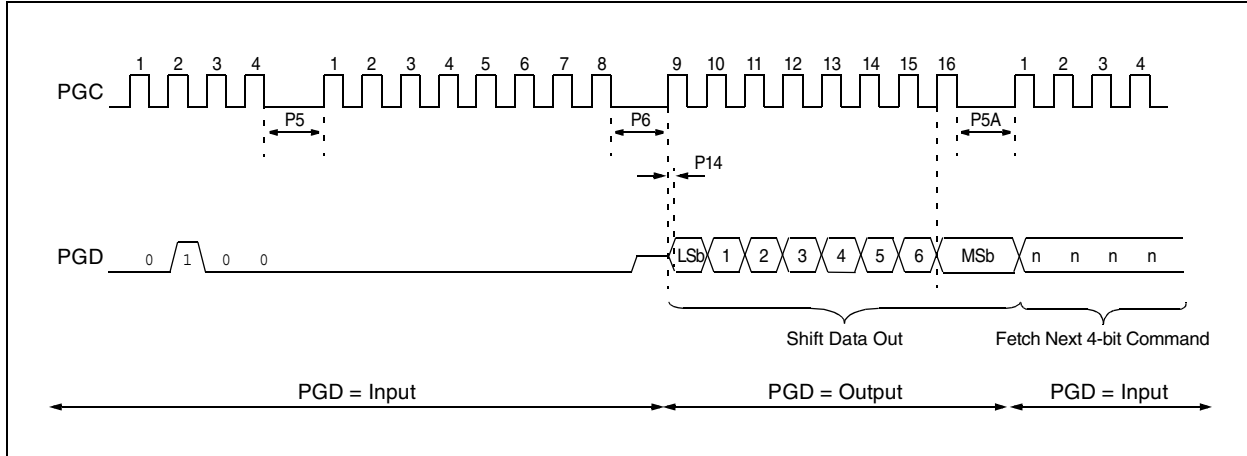 1 2 3 4 1 2 3 4 5 6 7 8 9 10 11 12 13 14 15 16 1 2 3 4
PGC
P5 P6 P5A
P14
PGD 0 1 0 0 LSb 1 2 3 4 5 6 MSb n n n n
Shift Data Out Fetch Next 4-bit Command
PGD = Input PGD = Output PGD = Input